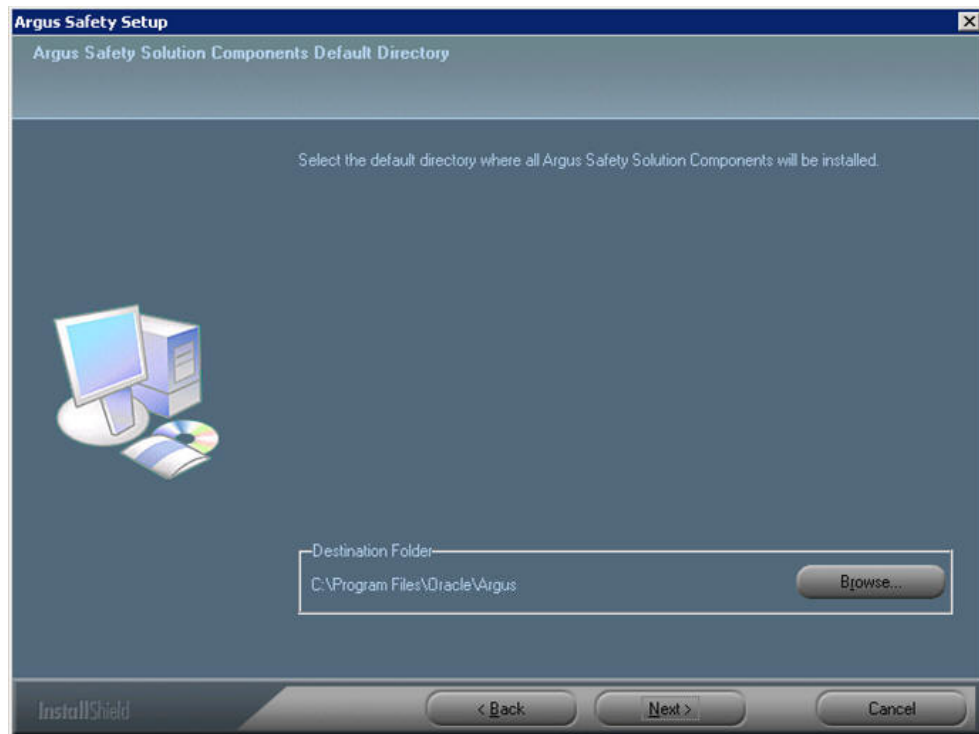 Argus Safety Setup
Argus Safety Solution Components Default Directory
Select the default directory where all Argus Safety Solution Components will be installed.
Destination Folder
C:\Program Files\Oracle\Argus
Browse...
InstallShield
< Back
Next >
Cancel